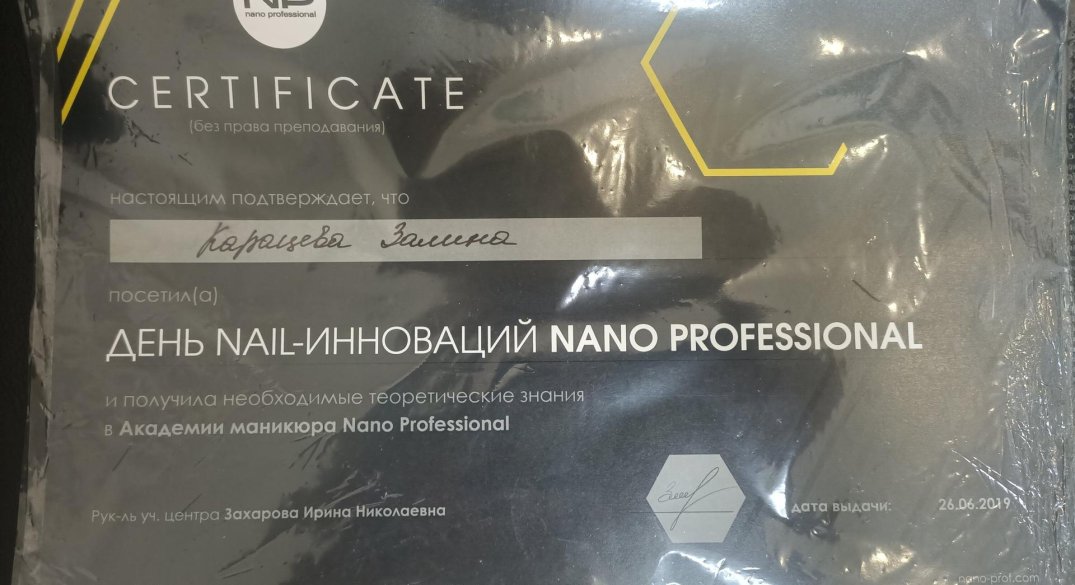 NP
nano professional
CERTIFICATE
(без права преподавания)
настоящим подтверждает, что
Карацева Залина
посетил(а)
ДЕНЬ NAIL-ИННОВАЦИЙ NANO PROFESSIONAL
и получила необходимые теоретические знания
в Академии маникюра Nano Professional
Рук-ль уч. центра Захарова Ирина Николаевна
дата выдачи: 26.06.2019
nano-prof.com